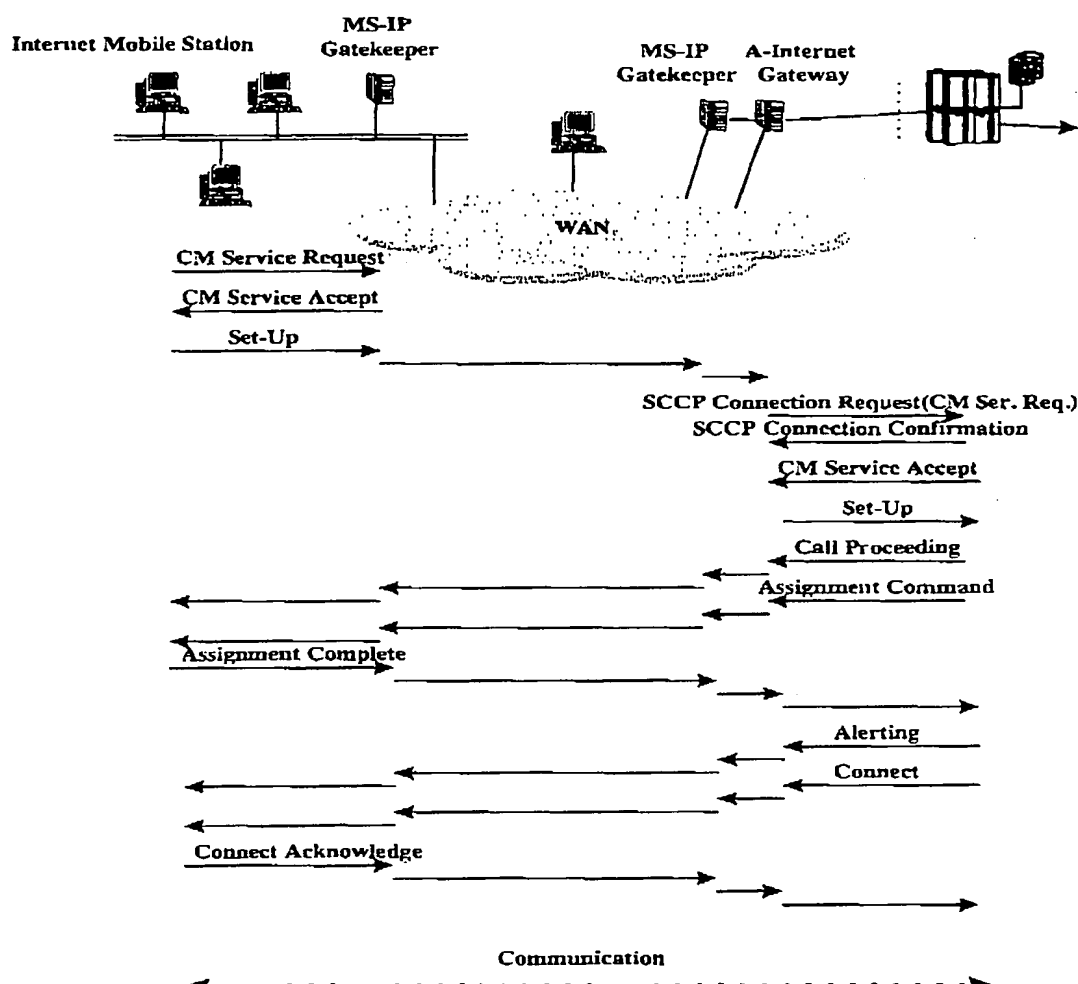 Internet Mobile Station
MS-IP
Gatekeeper
MS-IP
Gatekeeper
A-Internet
Gateway
WAN
CM Service Request
CM Service Accept
Set-Up
SCCP Connection Request(CM Ser. Req.)
SCCP Connection Confirmation
CM Service Accept
Set-Up
Call Proceeding
Assignment Command
Assignment Complete
Alerting
Connect
Connect Acknowledge
Communication